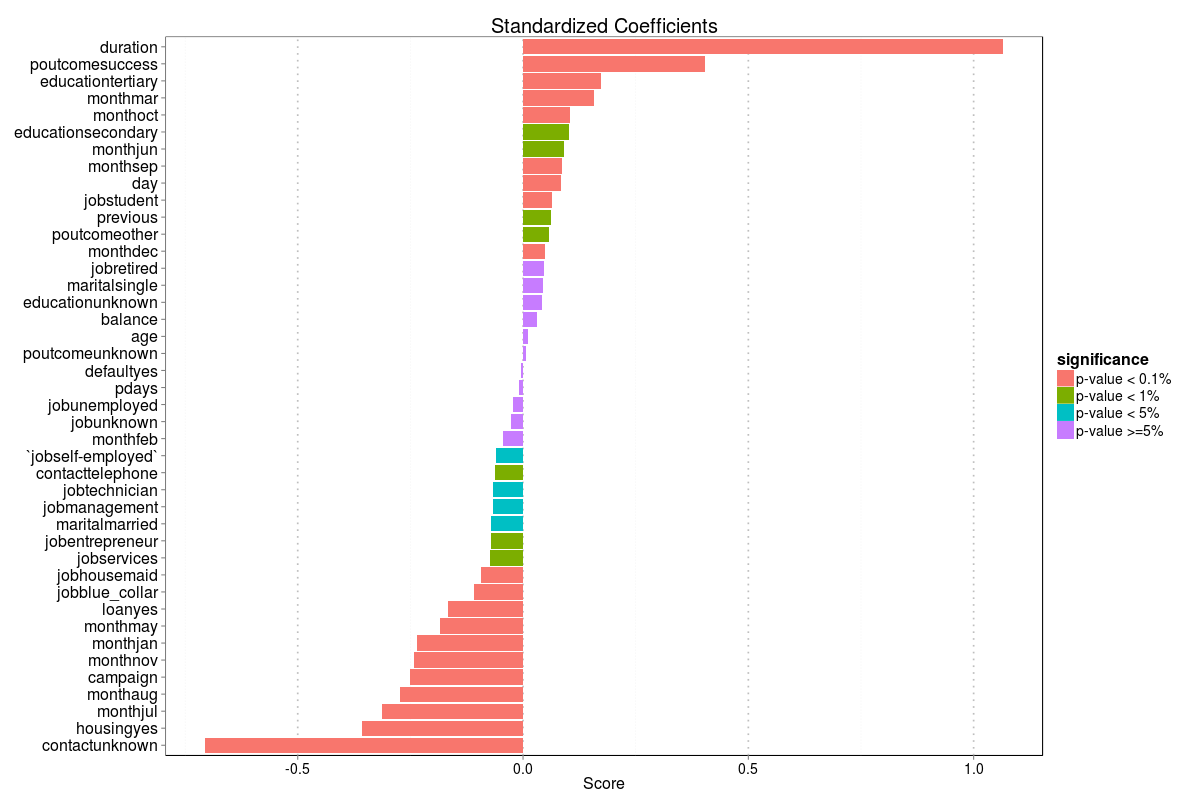 Standardized Coefficients
duration
poutcomesuccess
educationtertiary
monthmar
monthoct
educationsecondary
monthjun
monthsep
day
jobstudent
previous
poutcomeother
monthdec
jobretired
maritalsingle
educationunknown
balance
age
poutcomeunknown
defaultyes
pdays
jobunemployed
jobunknown
monthfeb
`jobself-employed`
contacttelephone
jobtechnician
jobmanagement
maritalmarried
jobentrepreneur
jobservices
jobhousemaid
jobblue_collar
loanyes
monthmay
monthjan
monthnov
campaign
monthaug
monthjul
housingyes
contactunknown
-0.5 0.0 0.5 1.0
Score
significance
p-value < 0.1%
p-value < 1%
p-value < 5%
p-value >=5%